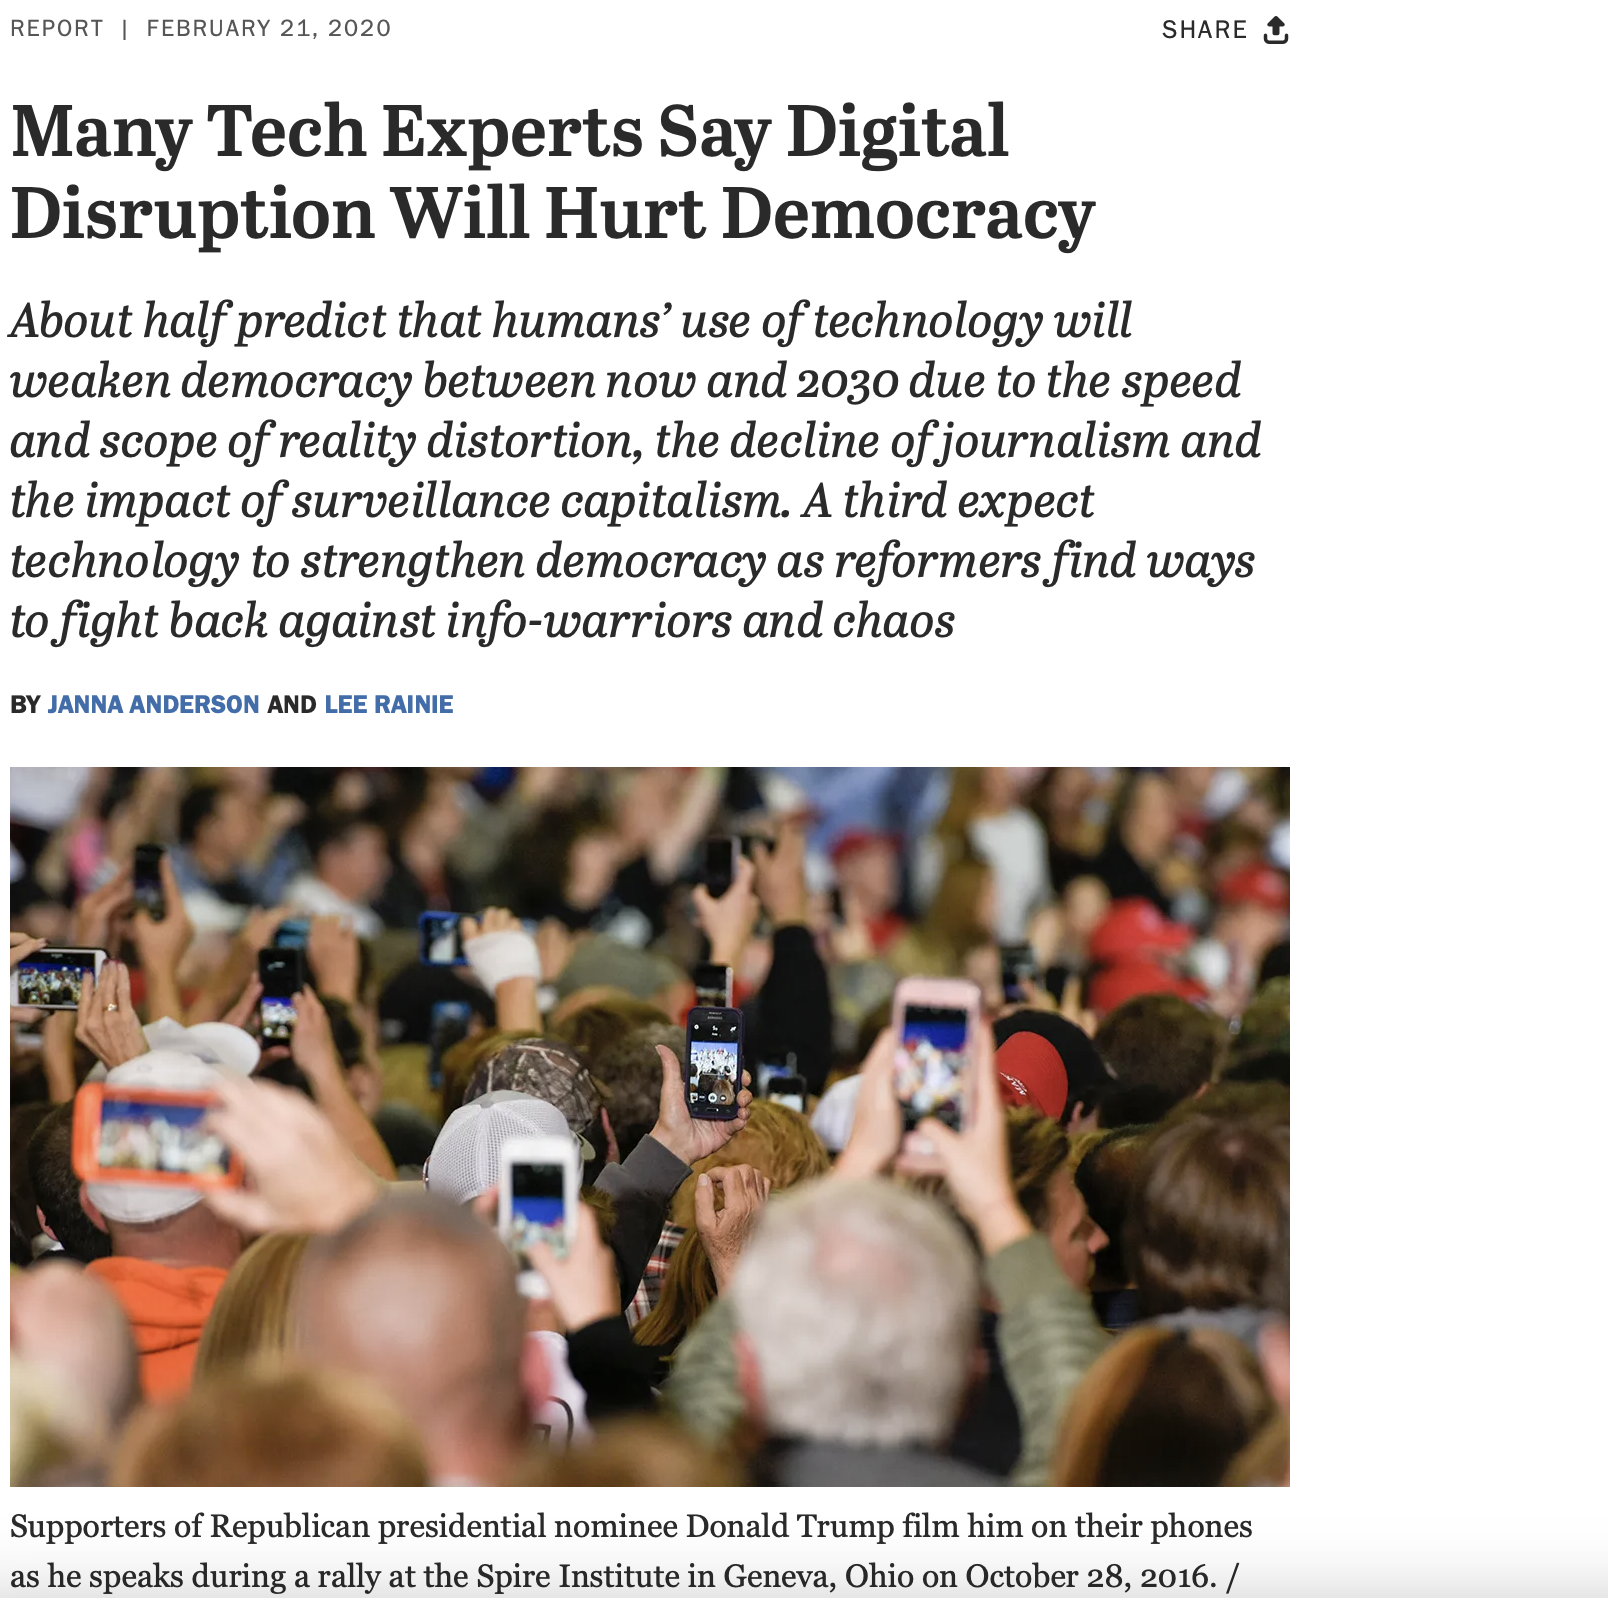 REPORT | FEBRUARY 21, 2020
SHARE
Many Tech Experts Say Digital
Disruption Will Hurt Democracy
About half predict that humans’ use of technology will
weaken democracy between now and 2030 due to the speed
and scope of reality distortion, the decline of journalism and
the impact of surveillance capitalism. A third expect
technology to strengthen democracy as reformers find ways
to fight back against info-warriors and chaos
BY JANNA ANDERSON AND LEE RAINIE
Supporters of Republican presidential nominee Donald Trump film him on their phones
as he speaks during a rally at the Spire Institute in Geneva, Ohio on October 28, 2016. /